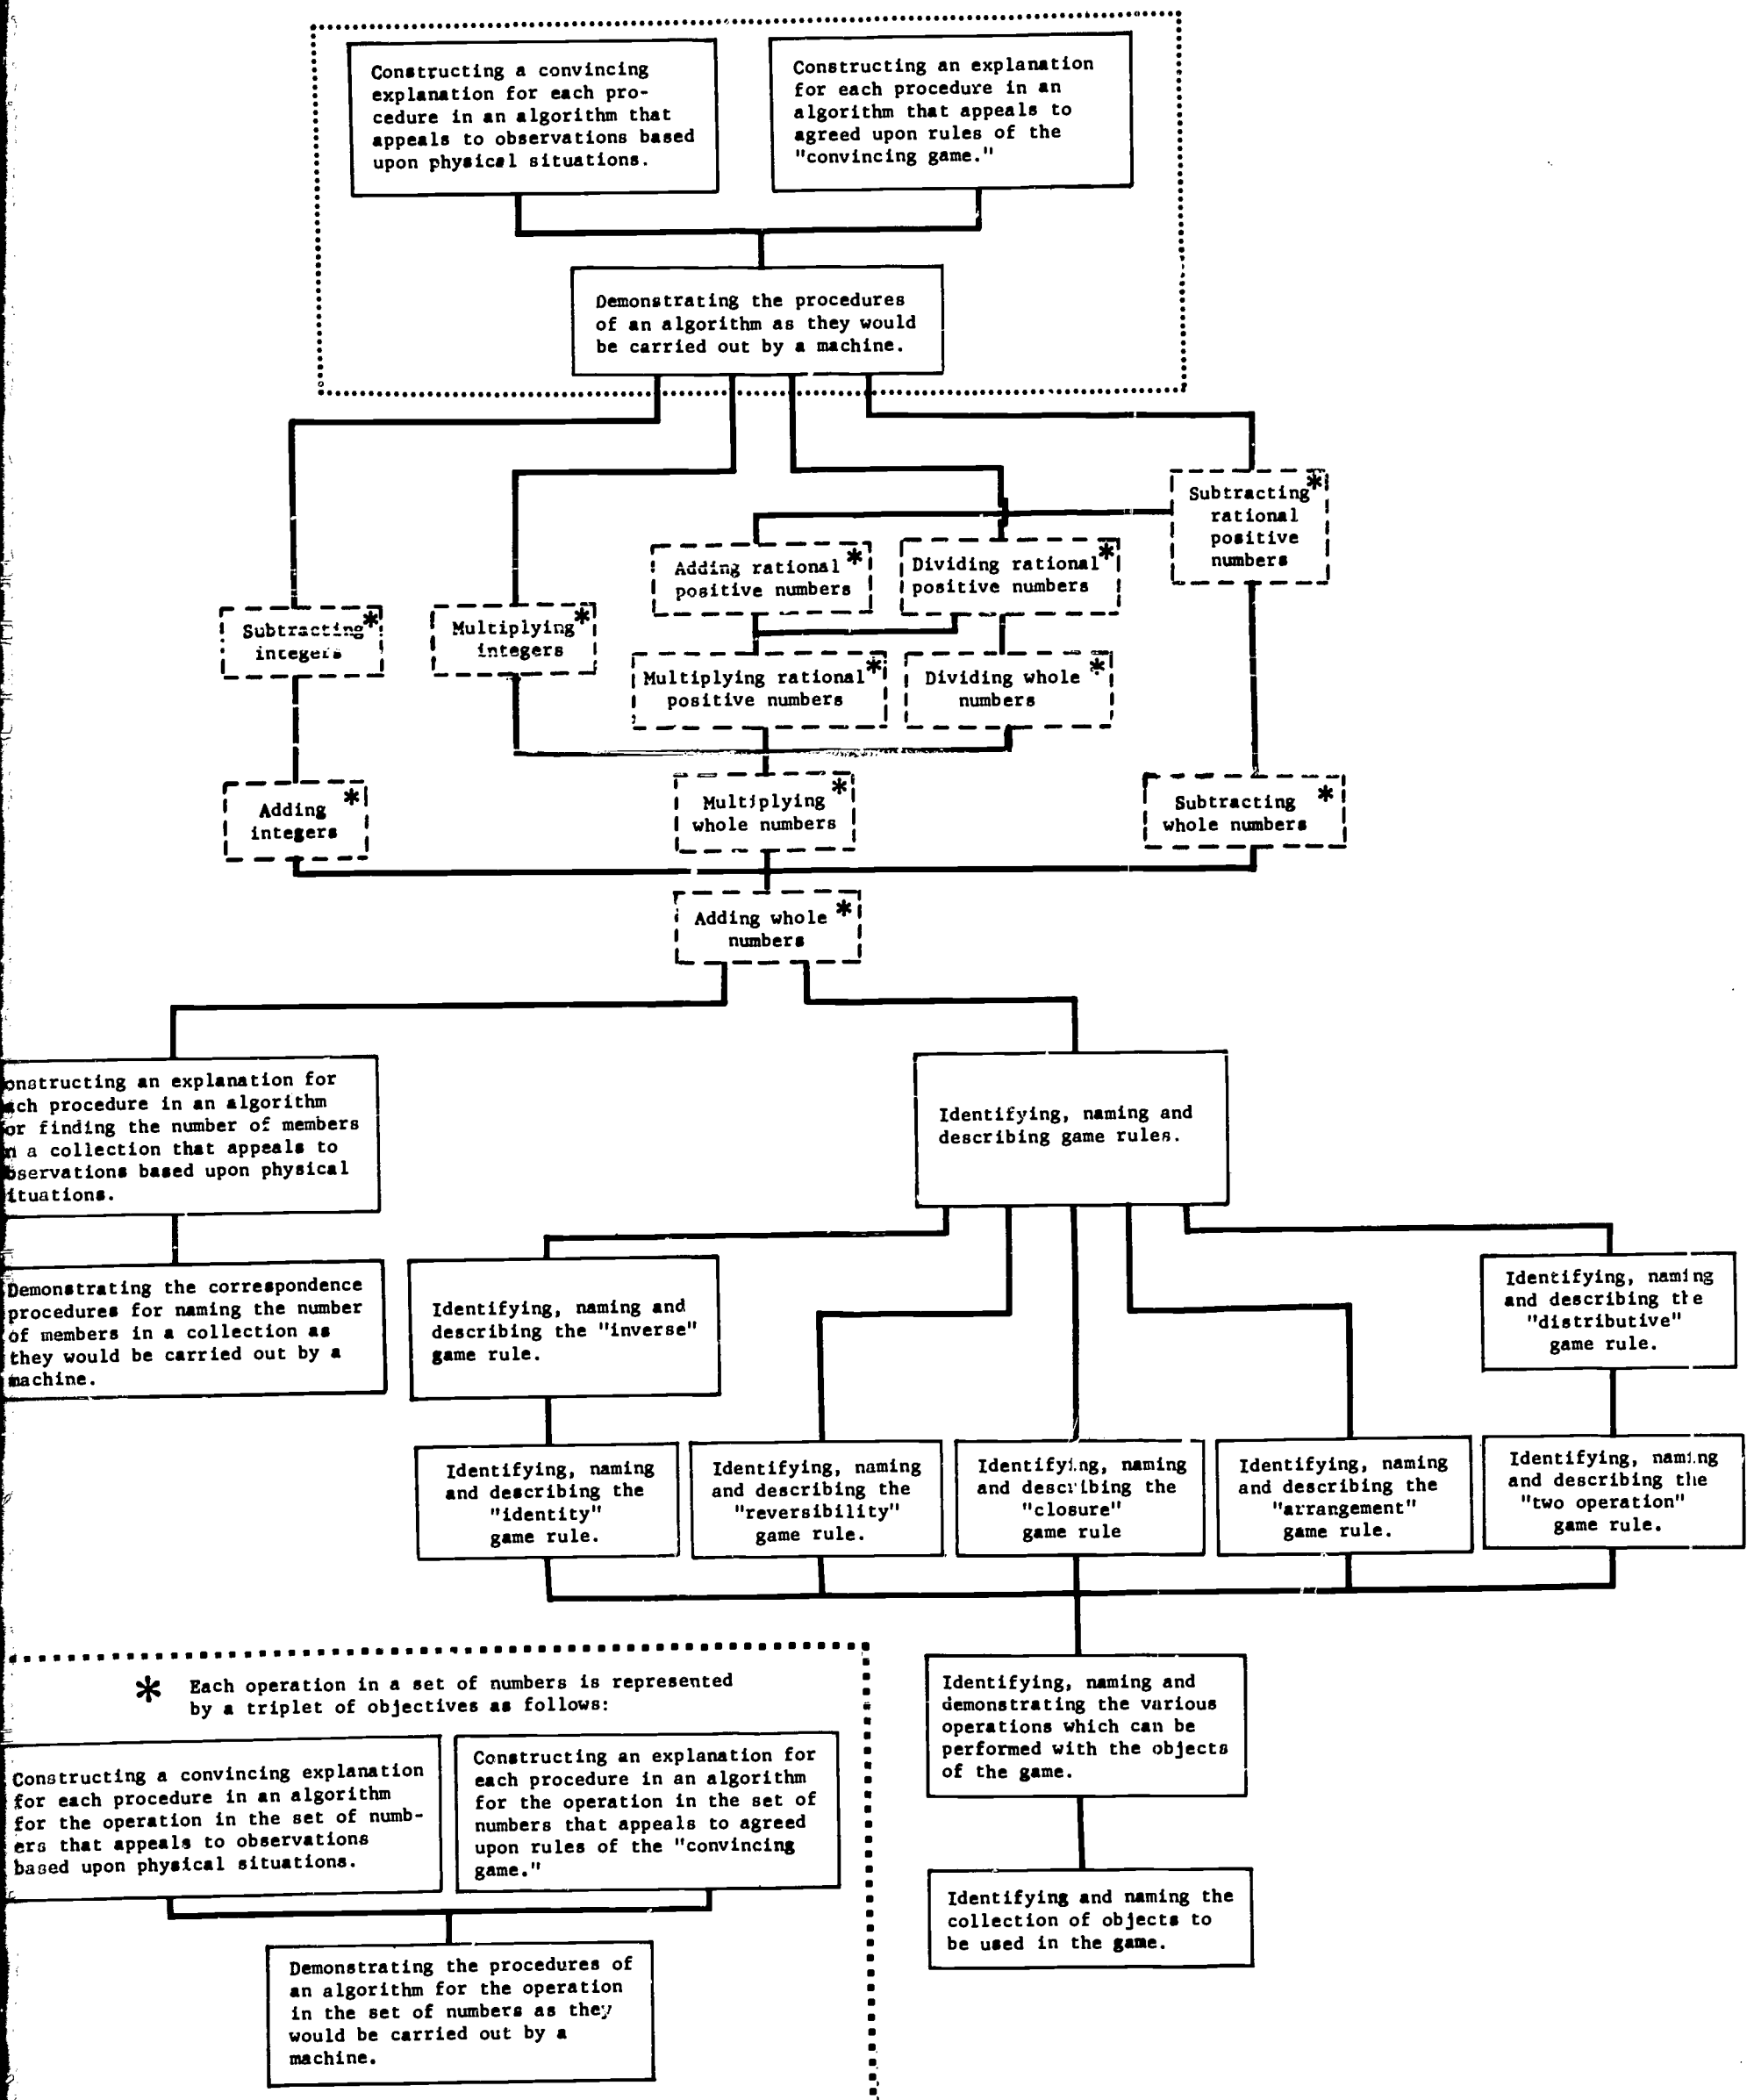 Constructing a convincing
explanation for each pro-
cedure in an algorithm that
appeals to observations based
upon physical situations.
Constructing an explanation
for each procedure in an
algorithm that appeals to
agreed upon rules of the
"convincing game."
Demonstrating the procedures
of an algorithm as they would
be carried out by a machine.
Subtracting*
rational
positive
numbers
Adding rational*
positive numbers
Dividing rational*
positive numbers
Subtracting*
integers
Multiplying*
integers
Multiplying rational*
positive numbers
Dividing whole *
numbers
Adding *
integers
Multiplying *
whole numbers
Subtracting *
whole numbers
Adding whole *
numbers
onstructing an explanation for
ach procedure in an algorithm
or finding the number of members
n a collection that appeals to
bservations based upon physical
ituations.
Identifying, naming and
describing game rules.
Demonstrating the correspondence
procedures for naming the number
of members in a collection as
they would be carried out by a
machine.
Identifying, naming and
describing the "inverse"
game rule.
Identifying, naming
and describing the
"distributive"
game rule.
Identifying, naming
and describing the
"identity"
game rule.
Identifying, naming
and describing the
"reversibility"
game rule.
Identifying, naming
and describing the
"closure"
game rule
Identifying, naming
and describing the
"arrangement"
game rule.
Identifying, naming
and describing the
"two operation"
game rule.
* Each operation in a set of numbers is represented
by a triplet of objectives as follows:
Constructing a convincing explanation
for each procedure in an algorithm
for the operation in the set of numb-
ers that appeals to observations
based upon physical situations.
Constructing an explanation for
each procedure in an algorithm
for the operation in the set of
numbers that appeals to agreed
upon rules of the "convincing
game."
Demonstrating the procedures of
an algorithm for the operation
in the set of numbers as they
would be carried out by a
machine.
Identifying, naming and
demonstrating the various
operations which can be
performed with the objects
of the game.
Identifying and naming the
collection of objects to
be used in the game.